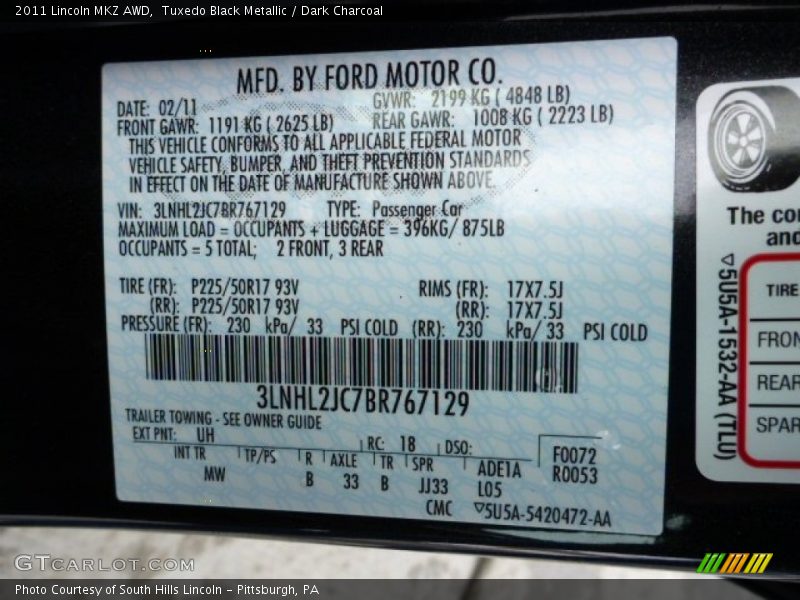 2011 Lincoln MKZ AWD, Tuxedo Black Metallic / Dark Charcoal
MFD. BY FORD MOTOR CO.
DATE: 02/11 GVWR: 2199 KG ( 4848 LB)
FRONT GAWR: 1191 KG ( 2625 LB) REAR GAWR: 1008 KG ( 2223 LB)
THIS VEHICLE CONFORMS TO ALL APPLICABLE FEDERAL MOTOR
VEHICLE SAFETY, BUMPER, AND THEFT PREVENTION STANDARDS
IN EFFECT ON THE DATE OF MANUFACTURE SHOWN ABOVE.
VIN: 3LNHL2JC7BR767129 TYPE: Passenger Car
MAXIMUM LOAD = OCCUPANTS + LUGGAGE = 396KG/ 875LB
OCCUPANTS = 5 TOTAL; 2 FRONT, 3 REAR
TIRE (FR): P225/50R17 93V RIMS (FR): 17X7.5J
(RR): P225/50R17 93V (RR): 17X7.5J
PRESSURE (FR): 230 kPa/ 33 PSI COLD (RR): 230 kPa/ 33 PSI COLD
3LNHL2JC7BR767129
TRAILER TOWING - SEE OWNER GUIDE
EXT PNT: UH RC: 18 DSO: F0072
INT TR TP/PS R AXLE TR SPR ADE1A R0053
MW B 33 B JJ33 L05
CMC ▽5U5A-5420472-AA
The co
and
▽5U5A-1532-AA (TLU)
TIRE
FRON
REAR
SPAR
GTCARLOT.COM
Photo Courtesy of South Hills Lincoln - Pittsburgh, PA